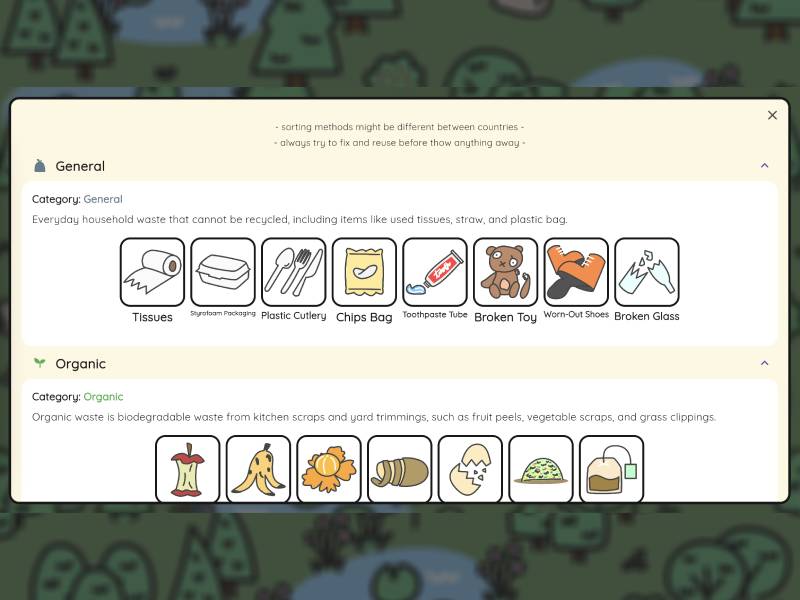 - sorting methods might be different between countries -
- always try to fix and reuse before thow anything away -
General
Category: General
Everyday household waste that cannot be recycled, including items like used tissues, straw, and plastic bag.
Tissues Styrofoam Packaging Plastic Cutlery Chips Bag Toothpaste Tube Broken Toy Worn-Out Shoes Broken Glass
Organic
Category: Organic
Organic waste is biodegradable waste from kitchen scraps and yard trimmings, such as fruit peels, vegetable scraps, and grass clippings.